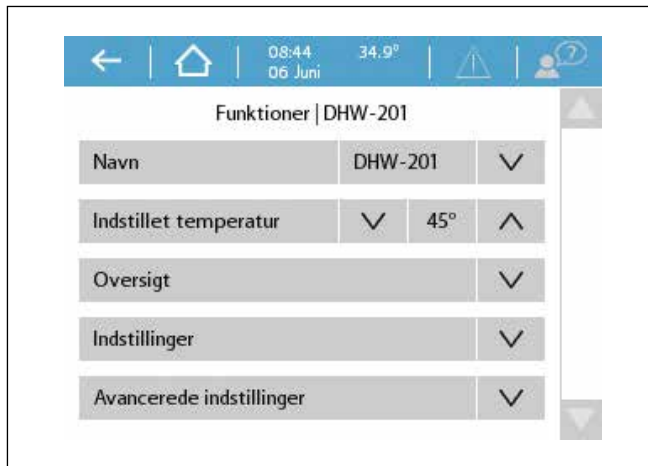 08:44 34.9°
06 Juni
?
Funktioner | DHW-201
Navn DHW-201
Indstillet temperatur 45°
Oversigt
Indstillinger
Avancerede indstillinger